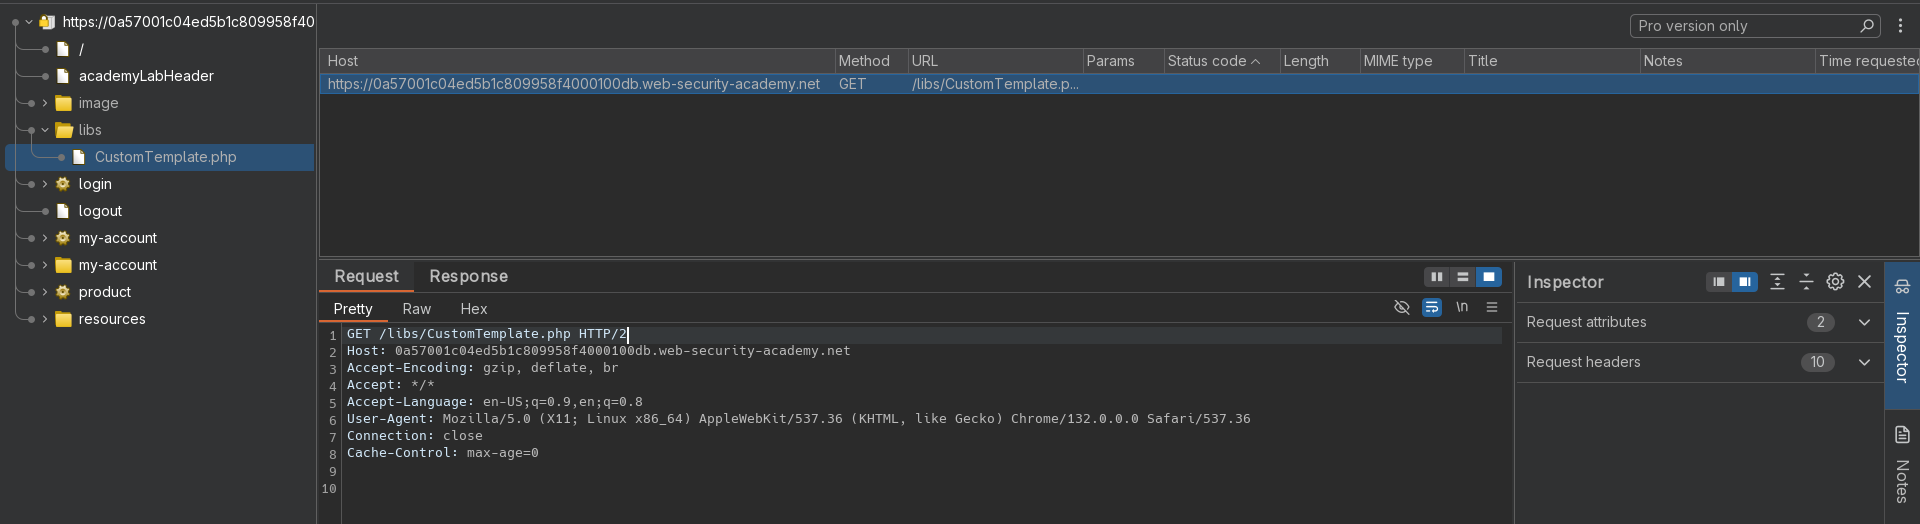 https://0a57001c04ed5b1c809958f40
/
academyLabHeader
image
libs
CustomTemplate.php
login
logout
my-account
my-account
product
resources
Pro version only
Host Method URL Params Status code Length MIME type Title Notes Time requested
https://0a57001c04ed5b1c809958f4000100db.web-security-academy.net GET /libs/CustomTemplate.p...
Request Response
Pretty Raw Hex
\n
1 GET /libs/CustomTemplate.php HTTP/2
2 Host: 0a57001c04ed5b1c809958f4000100db.web-security-academy.net
3 Accept-Encoding: gzip, deflate, br
4 Accept: */*
5 Accept-Language: en-US;q=0.9,en;q=0.8
6 User-Agent: Mozilla/5.0 (X11; Linux x86_64) AppleWebKit/537.36 (KHTML, like Gecko) Chrome/132.0.0.0 Safari/537.36
7 Connection: close
8 Cache-Control: max-age=0
9
10
Inspector
Request attributes 2
Request headers 10
Inspector
Notes